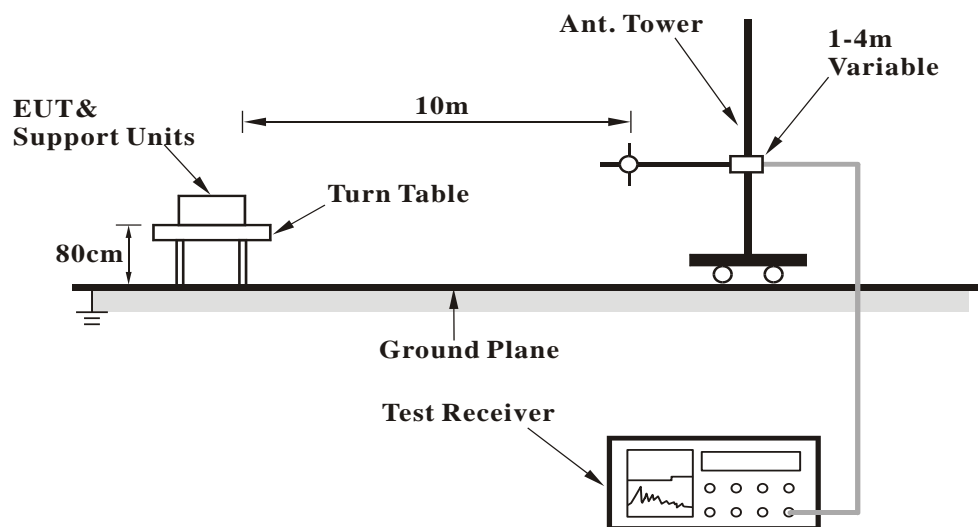 Ant. Tower
1-4m
Variable
EUT&
Support Units
10m
Turn Table
80cm
Ground Plane
Test Receiver